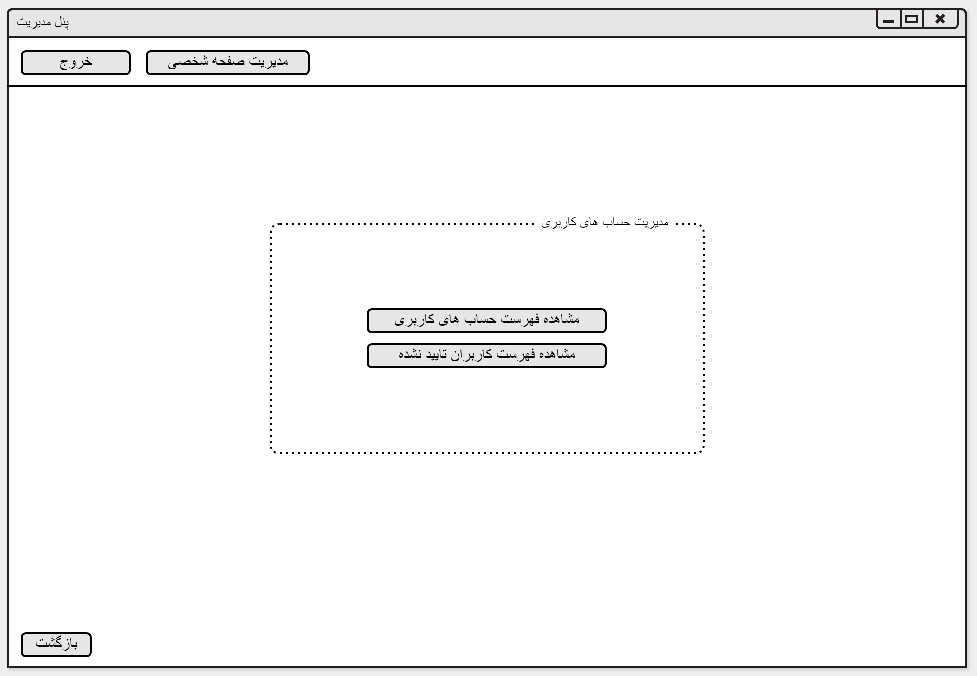 پنل مدیریت
مدیریت صفحه شخصی
خروج
مدیریت حساب های کاربری
مشاهده فهرست حساب های کاربری
مشاهده فهرست کاربران تایید نشده
بازگشت